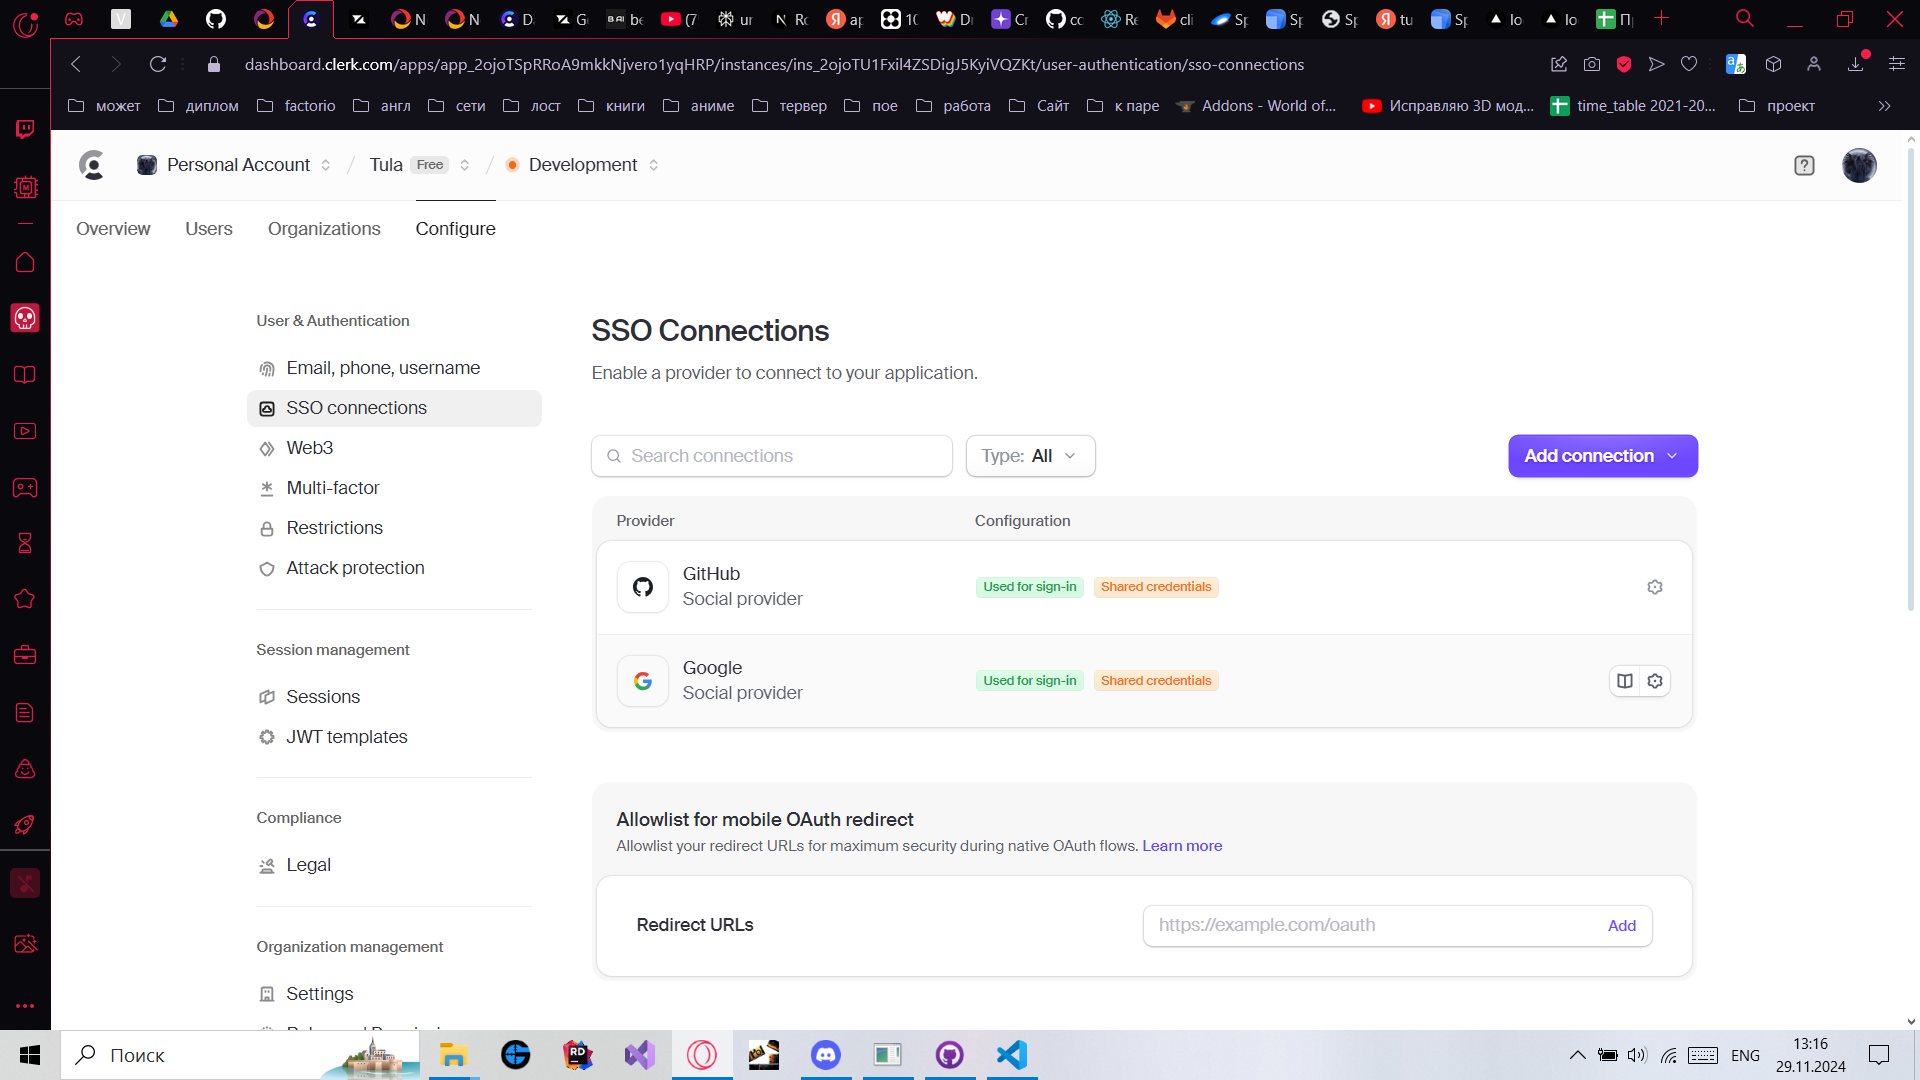 V
N
N
D
G
BAI be
(7
ur
N Ro
Я ap
10
Dr
Cr
cc
Re
cli
Sp
Sp
Sp
Я tu
Sp
lo
lo
Пр
dashboard.clerk.com/apps/app_2ojoTSpRRoA9mkkNjvero1yqHRP/instances/ins_2ojoTU1Fxil4ZSDigJ5KyiVQZKt/user-authentication/sso-connections
может
диплом
factorio
англ
сети
лост
книги
аниме
тервер
пое
работа
Сайт
к паре
Addons - World of...
Исправляю 3D мод...
time_table 2021-20...
проект
Personal Account / Tula Free / Development
Overview Users Organizations Configure
User & Authentication
Email, phone, username
SSO connections
Web3
Multi-factor
Restrictions
Attack protection
Session management
Sessions
JWT templates
Compliance
Legal
Organization management
Settings
SSO Connections
Enable a provider to connect to your application.
Search connections
Type: All
Add connection
Provider Configuration
GitHub
Social provider
Used for sign-in Shared credentials
Google
Social provider
Used for sign-in Shared credentials
Allowlist for mobile OAuth redirect
Allowlist your redirect URLs for maximum security during native OAuth flows. Learn more
Redirect URLs
https://example.com/oauth
Add
Поиск
RD
ENG
13:16
29.11.2024